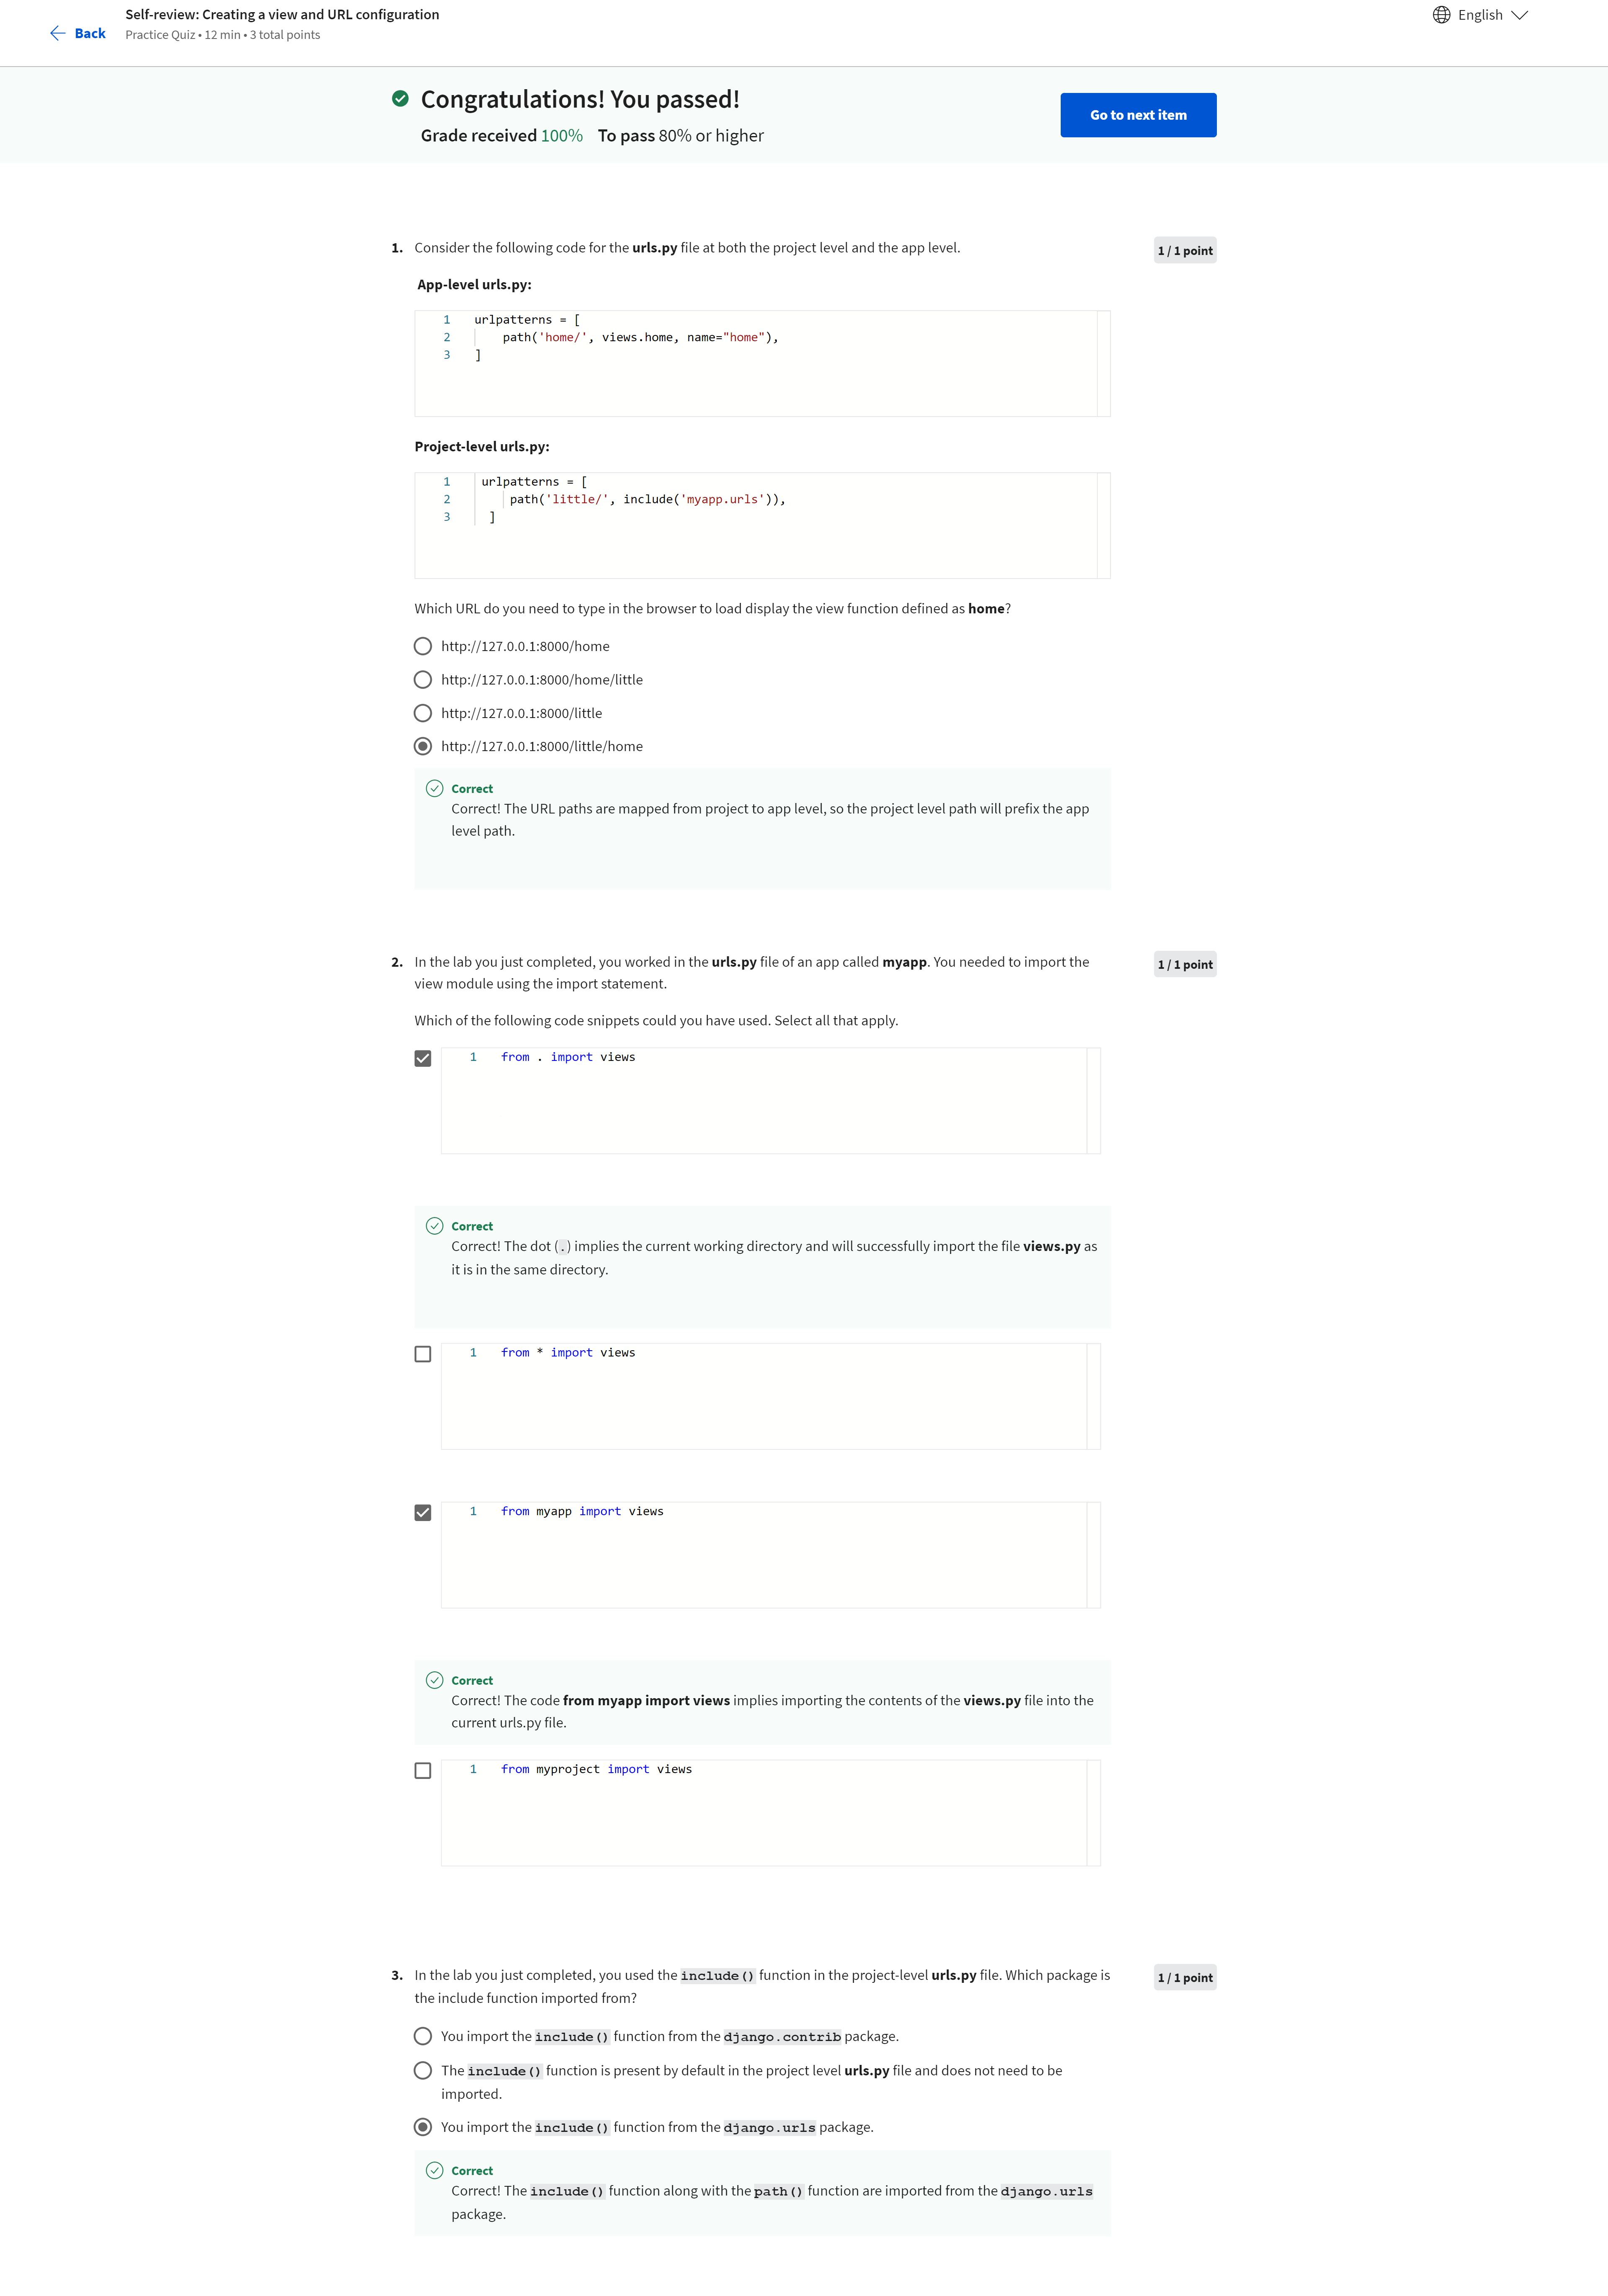 Self-review: Creating a view and URL configuration
Back
Practice Quiz • 12 min • 3 total points
English
Congratulations! You passed!
Grade received 100% To pass 80% or higher
Go to next item
1. Consider the following code for the urls.py file at both the project level and the app level.
1 / 1 point
App-level urls.py:
1 urlpatterns = [
2 path('home/', views.home, name="home"),
3 ]
Project-level urls.py:
1 urlpatterns = [
2 path('little/', include('myapp.urls')),
3 ]
Which URL do you need to type in the browser to load display the view function defined as home?
http://127.0.0.1:8000/home
http://127.0.0.1:8000/home/little
http://127.0.0.1:8000/little
http://127.0.0.1:8000/little/home
Correct
Correct! The URL paths are mapped from project to app level, so the project level path will prefix the app
level path.
2. In the lab you just completed, you worked in the urls.py file of an app called myapp. You needed to import the
view module using the import statement.
1 / 1 point
Which of the following code snippets could you have used. Select all that apply.
1 from . import views
Correct
Correct! The dot (.) implies the current working directory and will successfully import the file views.py as
it is in the same directory.
1 from * import views
1 from myapp import views
Correct
Correct! The code from myapp import views implies importing the contents of the views.py file into the
current urls.py file.
1 from myproject import views
3. In the lab you just completed, you used the include() function in the project-level urls.py file. Which package is
the include function imported from?
1 / 1 point
You import the include() function from the django.contrib package.
The include() function is present by default in the project level urls.py file and does not need to be
imported.
You import the include() function from the django.urls package.
Correct
Correct! The include() function along with the path() function are imported from the django.urls
package.